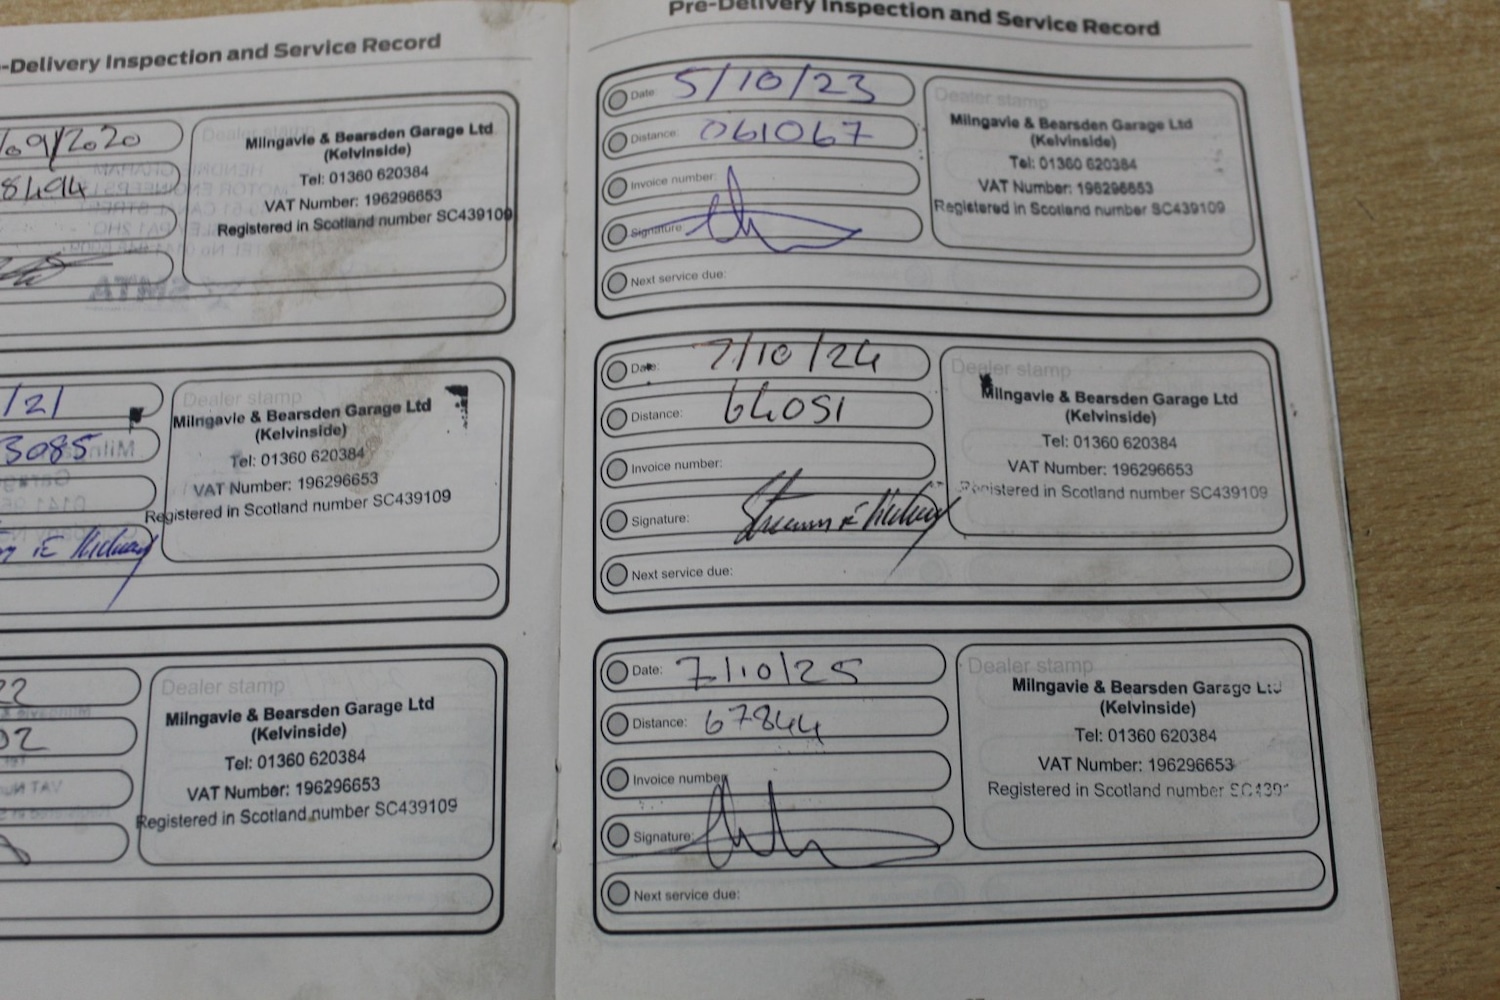 -Delivery Inspection and Service Record
/09/2020
8494
Dealer stamp
Milngavie & Bearsden Garage Ltd
(Kelvinside)
Tel: 01360 620384
VAT Number: 196296653
Registered in Scotland number SC439109
/21
3085
Dealer stamp
Milngavie & Bearsden Garage Ltd
(Kelvinside)
Tel: 01360 620384
VAT Number: 196296653
Registered in Scotland number SC439109
22
02
Dealer stamp
Milngavie & Bearsden Garage Ltd
(Kelvinside)
Tel: 01360 620384
VAT Number: 196296653
Registered in Scotland number SC439109
Pre-Delivery Inspection and Service Record
Date: 5/10/23
Distance: 061067
Invoice number:
Signature:
Next service due:
Dealer stamp
Milngavie & Bearsden Garage Ltd
(Kelvinside)
Tel: 01360 620384
VAT Number: 196296653
Registered in Scotland number SC439109
Date: 7/10/24
Distance: 64051
Invoice number:
Signature:
Next service due:
Dealer stamp
Milngavie & Bearsden Garage Ltd
(Kelvinside)
Tel: 01360 620384
VAT Number: 196296653
Registered in Scotland number SC439109
Date: 7/10/25
Distance: 67844
Invoice number
Signature:
Next service due:
Dealer stamp
Milngavie & Bearsden Garage Ltd
(Kelvinside)
Tel: 01360 620384
VAT Number: 196296653
Registered in Scotland number SC439